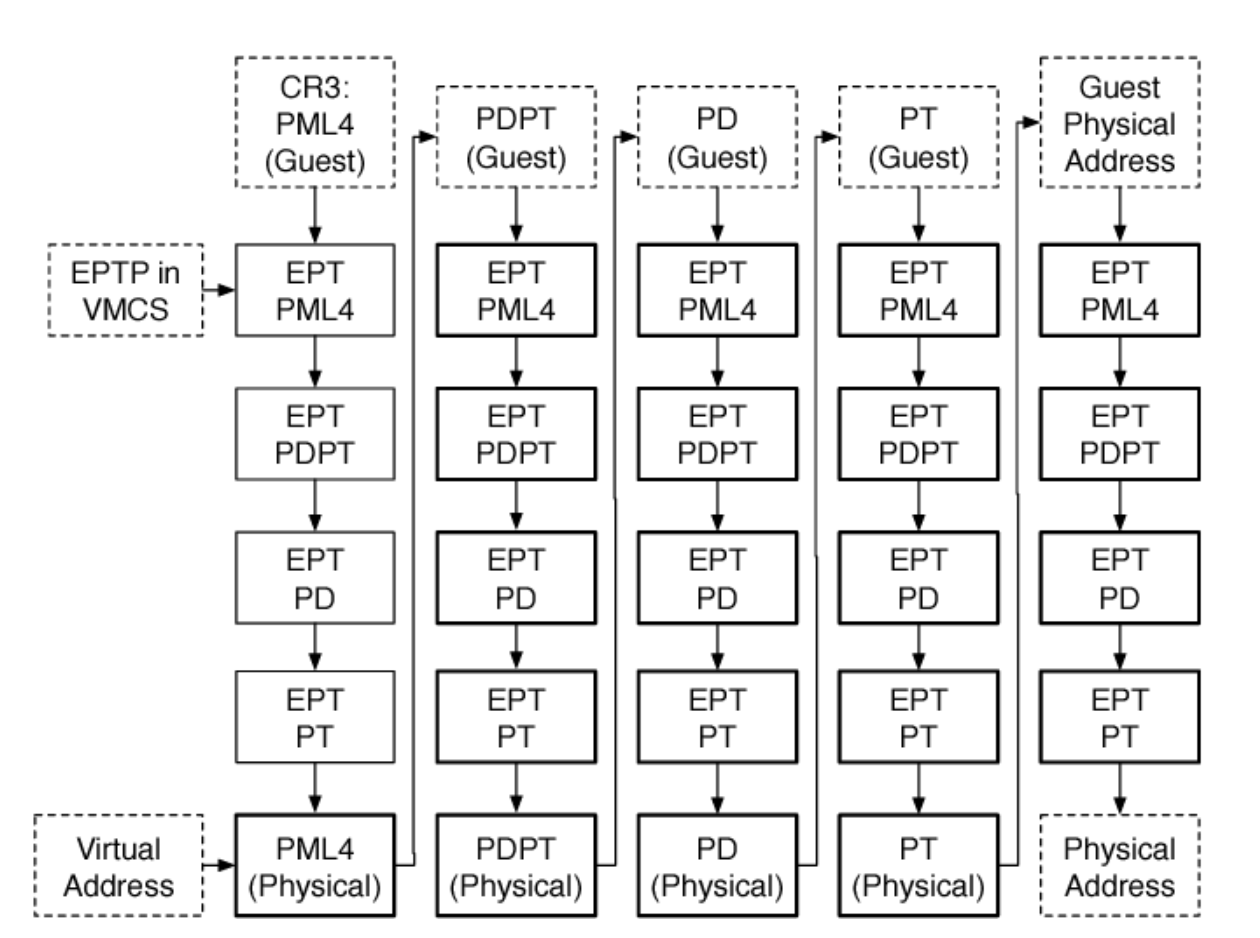 CR3:
PML4
(Guest)
PDPT
(Guest)
PD
(Guest)
PT
(Guest)
Guest
Physical
Address
EPTP in
VMCS
EPT
PML4
EPT
PML4
EPT
PML4
EPT
PML4
EPT
PML4
EPT
PDPT
EPT
PDPT
EPT
PDPT
EPT
PDPT
EPT
PDPT
EPT
PD
EPT
PD
EPT
PD
EPT
PD
EPT
PD
EPT
PT
EPT
PT
EPT
PT
EPT
PT
EPT
PT
Virtual
Address
PML4
(Physical)
PDPT
(Physical)
PD
(Physical)
PT
(Physical)
Physical
Address